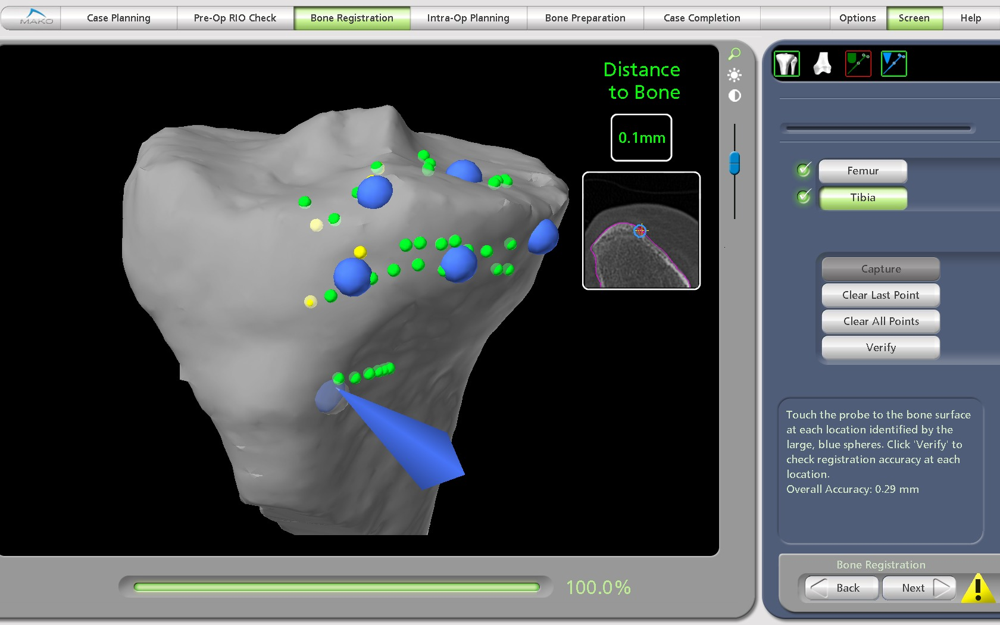 MAKO
Case Planning
Pre-Op RIO Check
Bone Registration
Intra-Op Planning
Bone Preparation
Case Completion
Options
Screen
Help
Distance
to Bone
0.1mm
Femur
Tibia
Capture
Clear Last Point
Clear All Points
Verify
Touch the probe to the bone surface
at each location identified by the
large, blue spheres. Click 'Verify' to
check registration accuracy at each
location.
Overall Accuracy: 0.29 mm
100.0%
Bone Registration
Back
Next